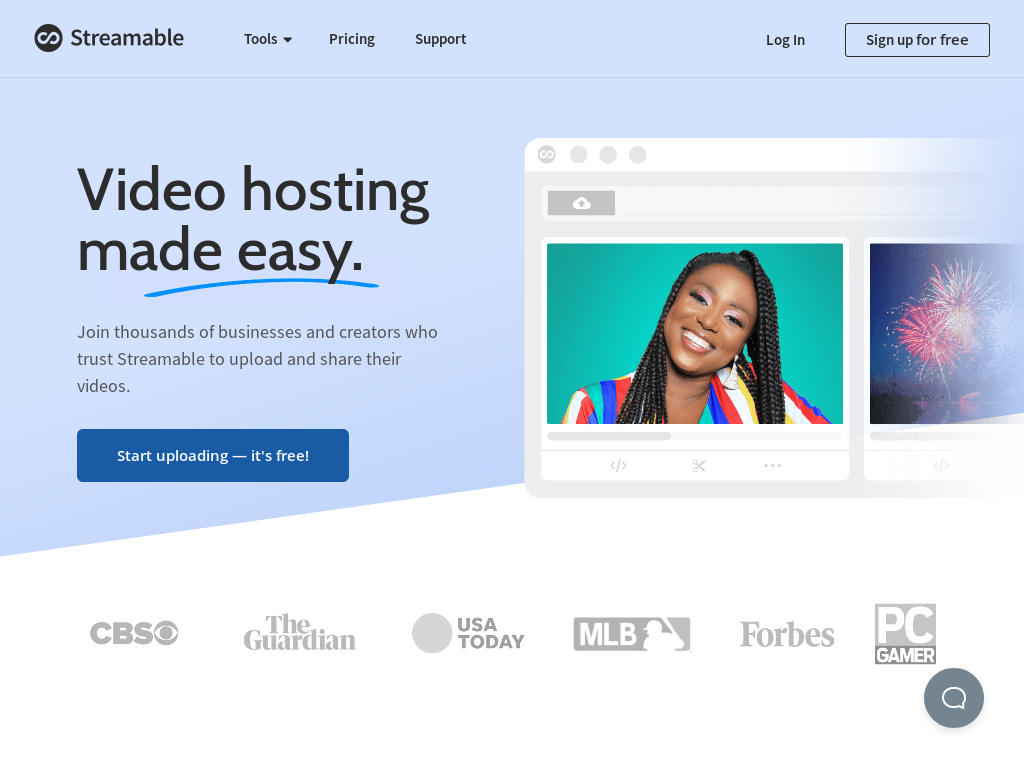 Streamable
Tools
Pricing
Support
Log In
Sign up for free
Video hosting
made easy.
Join thousands of businesses and creators who
trust Streamable to upload and share their
videos.
Start uploading — it's free!
CBS
The
Guardian
USA
TODAY
MLB
Forbes
PC
GAMER